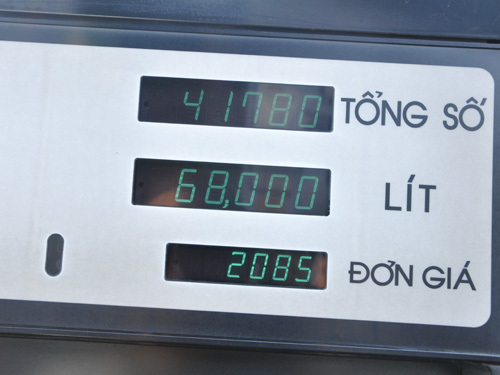 41780 TỔNG SỐ
68,000 LÍT
2085 ĐƠN GIÁ